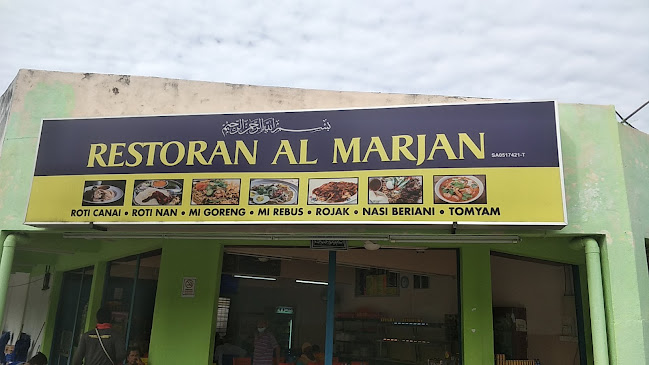 بسم الله الرحمن الرحيم
RESTORAN AL MARJAN
SA0517421-T
ROTI CANAI • ROTI NAN • MI GORENG • MI REBUS • ROJAK • NASI BERIANI • TOMYAM